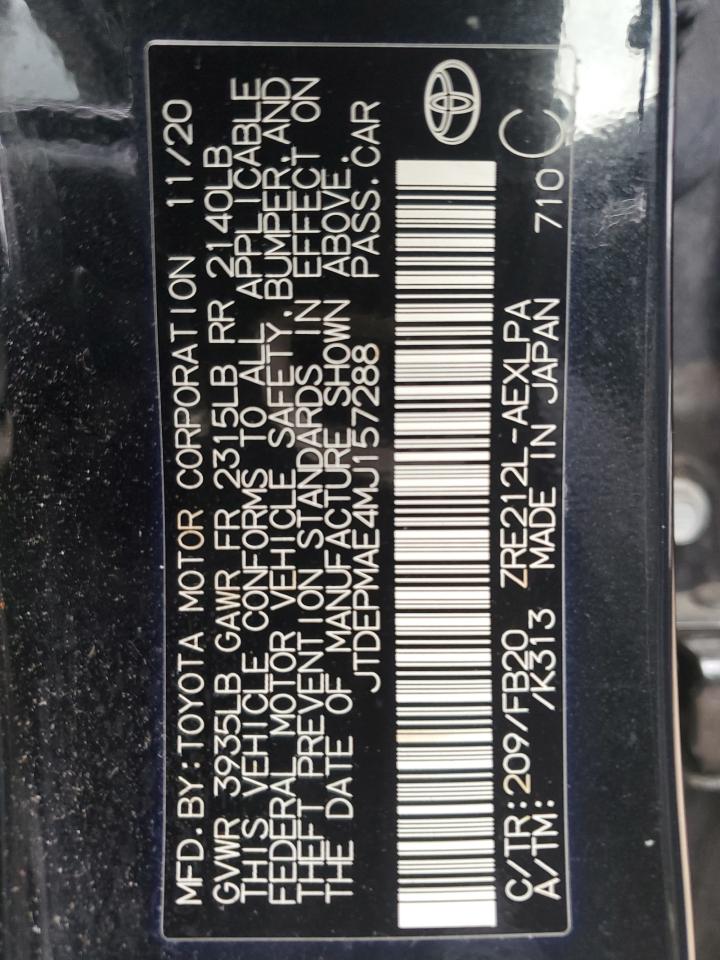 MFD.BY:TOYOTA MOTOR CORPORATION 11/20
GVWR 3935LB GAWR FR 2315LB RR 2140LB
THIS VEHICLE CONFORMS TO ALL APPLICABLE
FEDERAL MOTOR VEHICLE SAFETY, BUMPER, AND
THEFT PREVENTION STANDARDS IN EFFECT ON
THE DATE OF MANUFACTURE SHOWN ABOVE.
JTDEPMAE4MJ157288 PASS.CAR
C/TR:209/FB20 ZRE212L-AEXLPA 710 C
A/TM: /K313 MADE IN JAPAN